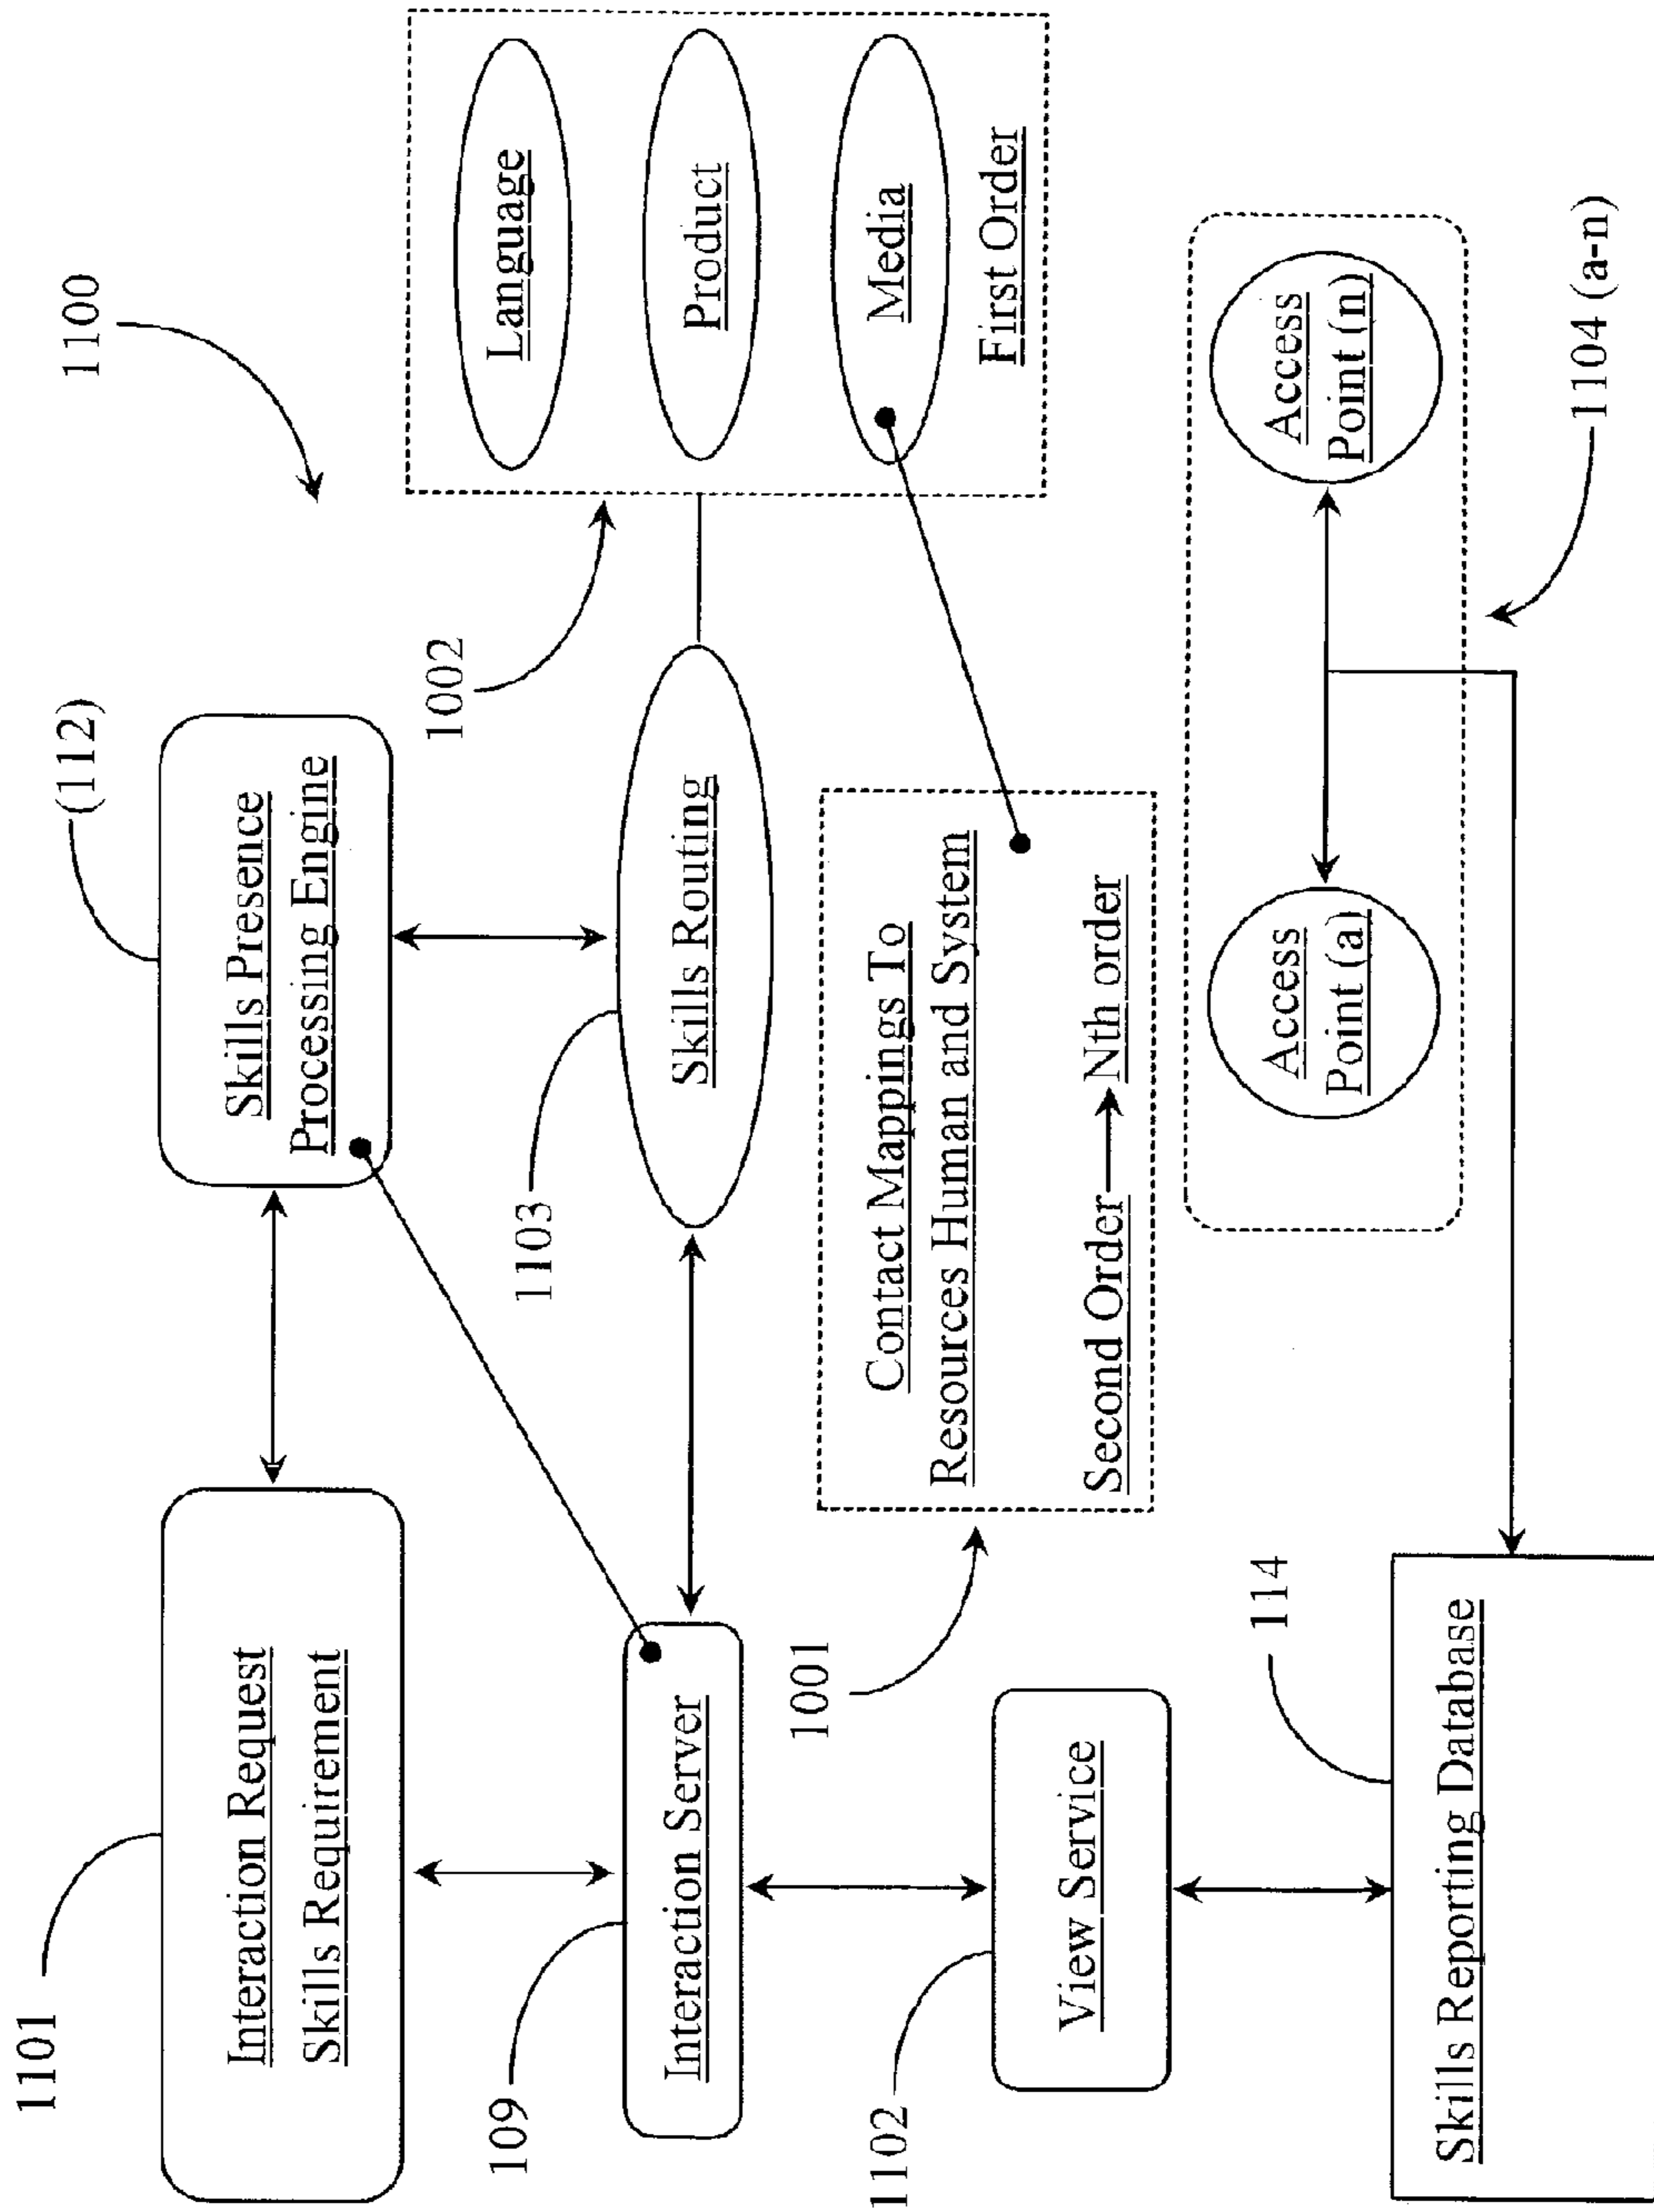 1101
Interaction Request
Skills Requirement
(112)
Skills Presence
Processing Engine
1100
109
Interaction Server
1103
Skills Routing
1002
Language
Product
Media
First Order
1001
Contact Mappings To
Resources Human and System
Second Order Nth order
1102
View Service
114
Skills Reporting Database
Access
Point (a)
Access
Point (n)
1104 (a-n)